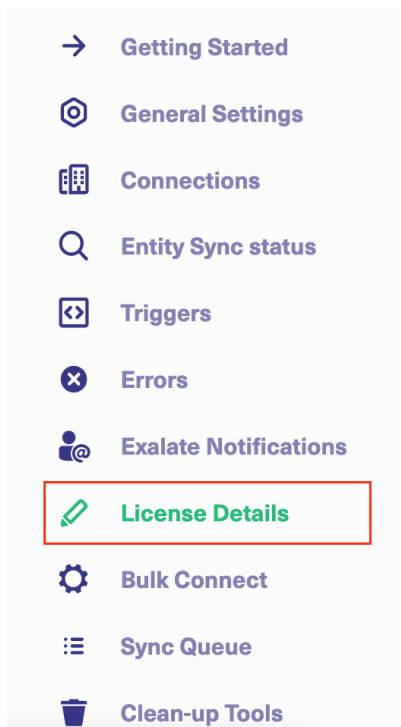 Getting Started
General Settings
Connections
Entity Sync status
Triggers
Errors
Exalate Notifications
License Details
Bulk Connect
Sync Queue
Clean-up Tools